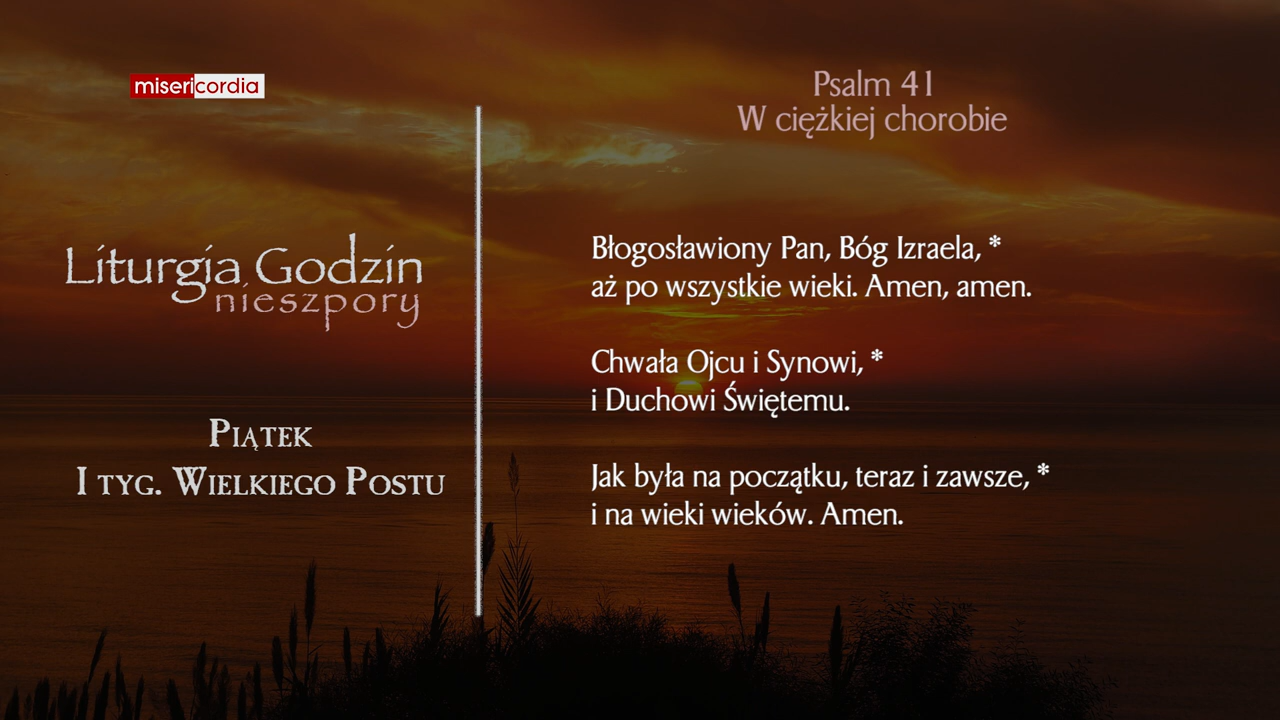 misericordia
Liturgia Godzin
nieszpory
Piątek
I tyg. Wielkiego Postu
Psalm 41
W ciężkiej chorobie
Błogosławiony Pan, Bóg Izraela, *
aż po wszystkie wieki. Amen, amen.
Chwała Ojcu i Synowi, *
i Duchowi Świętemu.
Jak była na początku, teraz i zawsze, *
i na wieki wieków. Amen.